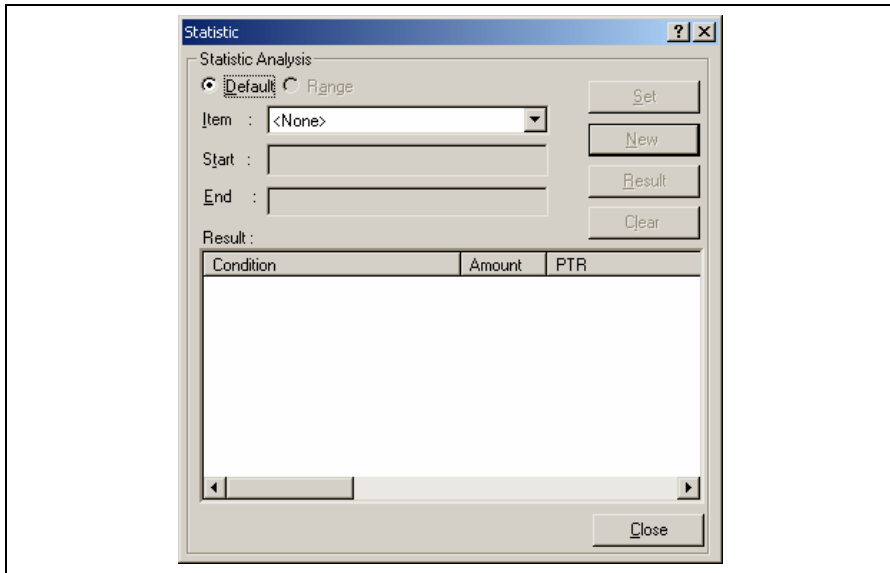 Statistic
Statistic Analysis
Default Range
Set
Item : <None>
New
Start :
Result
End :
Clear
Result :
Condition Amount PTR
Close